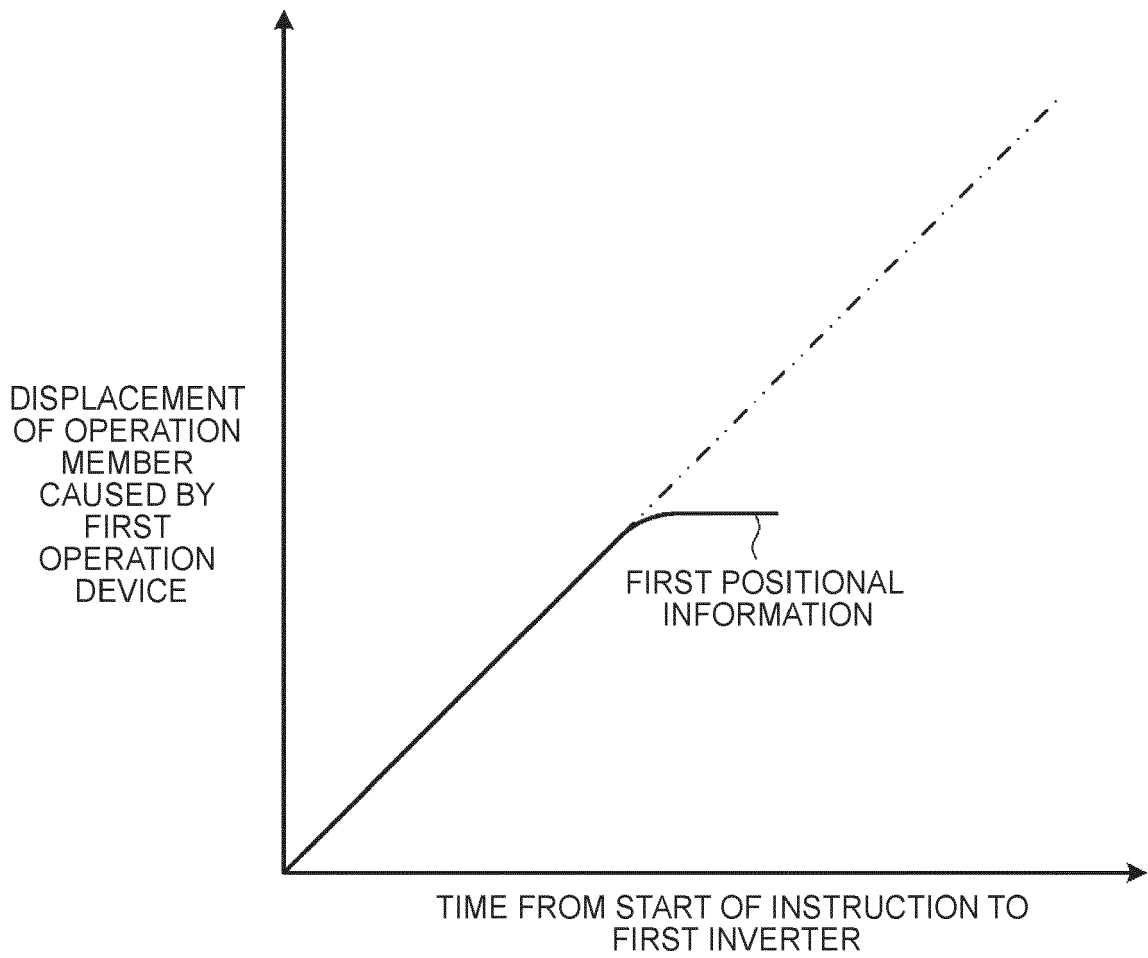 DISPLACEMENT
OF OPERATION
MEMBER
CAUSED BY
FIRST
OPERATION
DEVICE
FIRST POSITIONAL
INFORMATION
TIME FROM START OF INSTRUCTION TO
FIRST INVERTER